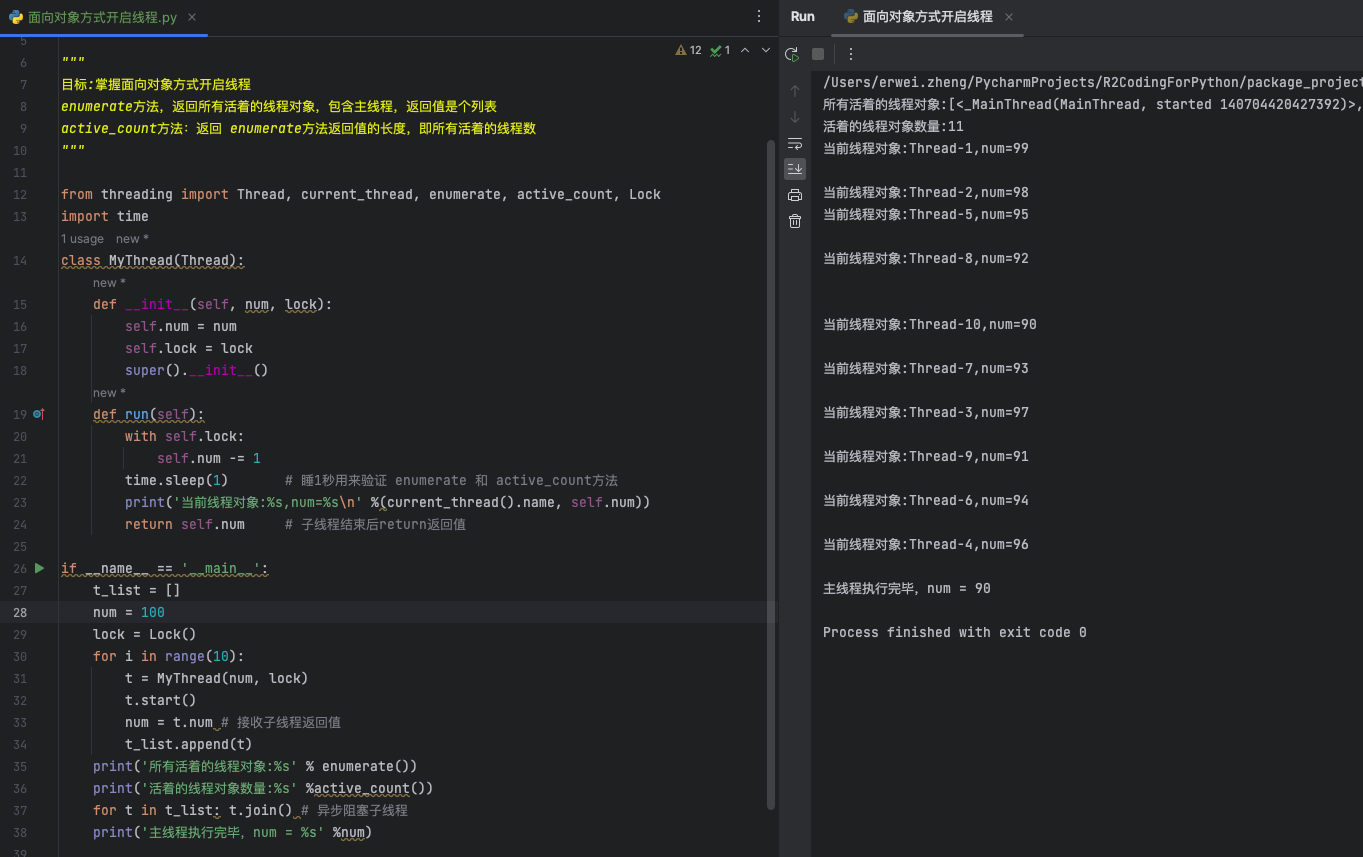 面向对象方式开启线程.py
Run
面向对象方式开启线程
12
1
5
6 """
7 目标:掌握面向对象方式开启线程
8 enumerate方法，返回所有活着的线程对象，包含主线程，返回值是个列表
9 active_count方法：返回 enumerate方法返回值的长度，即所有活着的线程数
10 """
11
12 from threading import Thread, current_thread, enumerate, active_count, Lock
13 import time
1 usage new *
14 class MyThread(Thread):
new *
15 def __init__(self, num, lock):
16 self.num = num
17 self.lock = lock
18 super().__init__()
new *
19 def run(self):
20 with self.lock:
21 self.num -= 1
22 time.sleep(1) # 睡1秒用来验证 enumerate 和 active_count方法
23 print('当前线程对象:%s,num=%s\n' %(current_thread().name, self.num))
24 return self.num # 子线程结束后return返回值
25
26 if __name__ == '__main__':
27 t_list = []
28 num = 100
29 lock = Lock()
30 for i in range(10):
31 t = MyThread(num, lock)
32 t.start()
33 num = t.num # 接收子线程返回值
34 t_list.append(t)
35 print('所有活着的线程对象:%s' % enumerate())
36 print('活着的线程对象数量:%s' %active_count())
37 for t in t_list: t.join() # 异步阻塞子线程
38 print('主线程执行完毕，num = %s' %num)
39
/Users/erwei.zheng/PycharmProjects/R2CodingForPython/package_project
所有活着的线程对象:[<_MainThread(MainThread, started 140704420427392)>,
活着的线程对象数量:11
当前线程对象:Thread-1,num=99
当前线程对象:Thread-2,num=98
当前线程对象:Thread-5,num=95
当前线程对象:Thread-8,num=92
当前线程对象:Thread-10,num=90
当前线程对象:Thread-7,num=93
当前线程对象:Thread-3,num=97
当前线程对象:Thread-9,num=91
当前线程对象:Thread-6,num=94
当前线程对象:Thread-4,num=96
主线程执行完毕，num = 90
Process finished with exit code 0